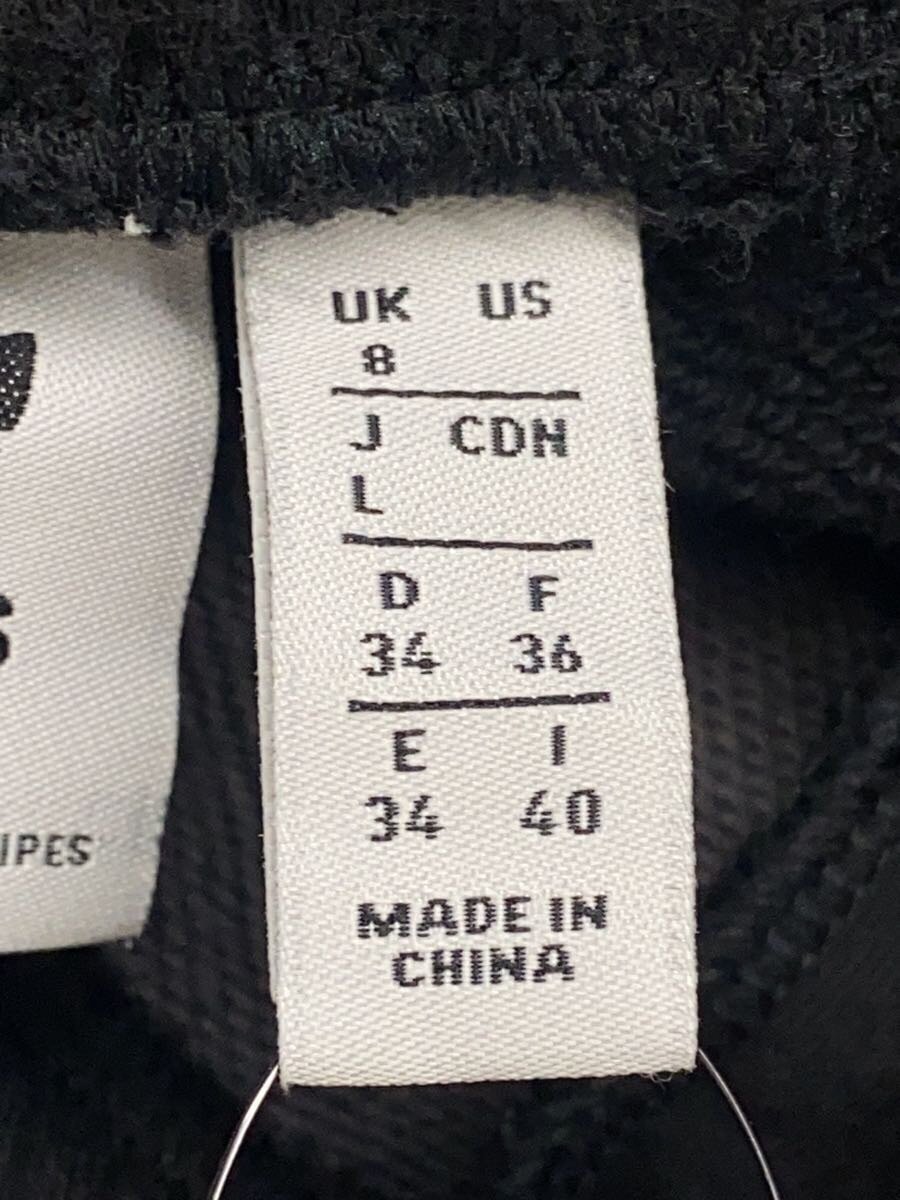 UK US
8
J CDN
L
D F
34 36
E I
34 40
MADE IN
CHINA
IPES